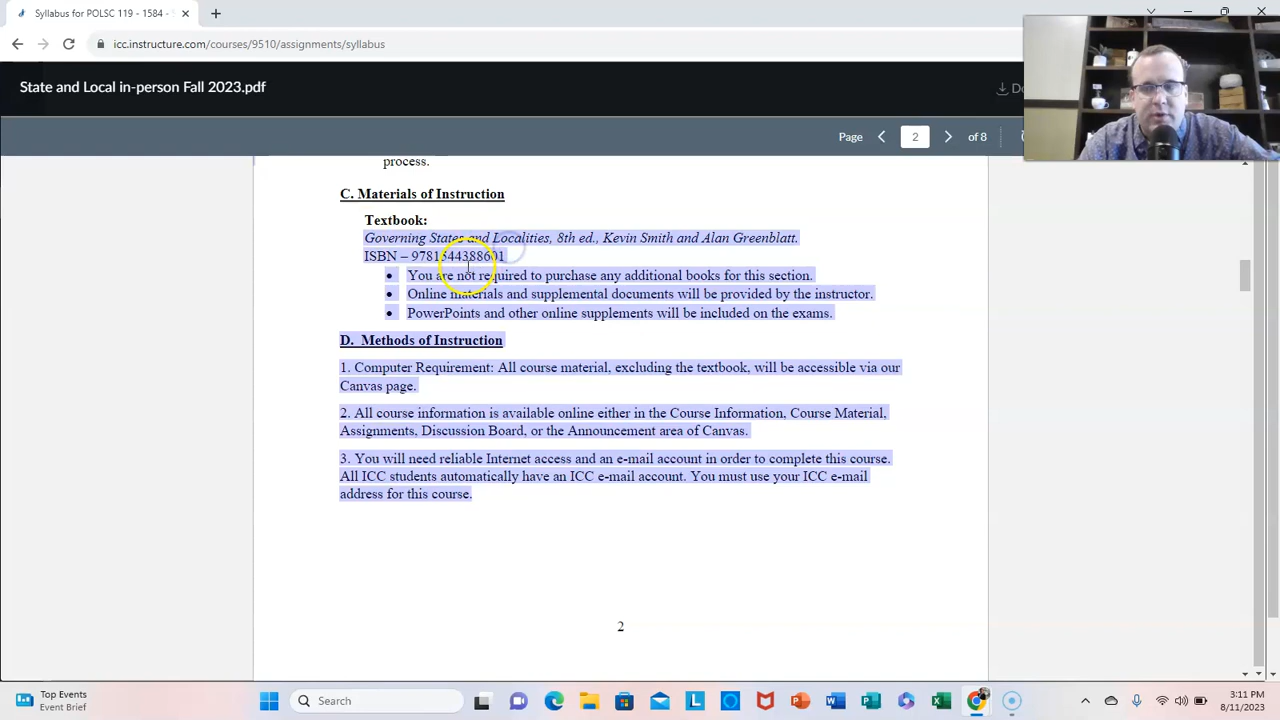 Syllabus for POLSC 119 - 1584 - S
icc.instructure.com/courses/9510/assignments/syllabus
State and Local in-person Fall 2023.pdf
Page 2 of 8
process.
C. Materials of Instruction
Textbook:
Governing States and Localities, 8th ed., Kevin Smith and Alan Greenblatt.
ISBN – 9781544388601
• You are not required to purchase any additional books for this section.
• Online materials and supplemental documents will be provided by the instructor.
• PowerPoints and other online supplements will be included on the exams.
D. Methods of Instruction
1. Computer Requirement: All course material, excluding the textbook, will be accessible via our
Canvas page.
2. All course information is available online either in the Course Information, Course Material,
Assignments, Discussion Board, or the Announcement area of Canvas.
3. You will need reliable Internet access and an e-mail account in order to complete this course.
All ICC students automatically have an ICC e-mail account. You must use your ICC e-mail
address for this course.
2
Top Events
Event Brief
Search
3:11 PM
8/11/2023